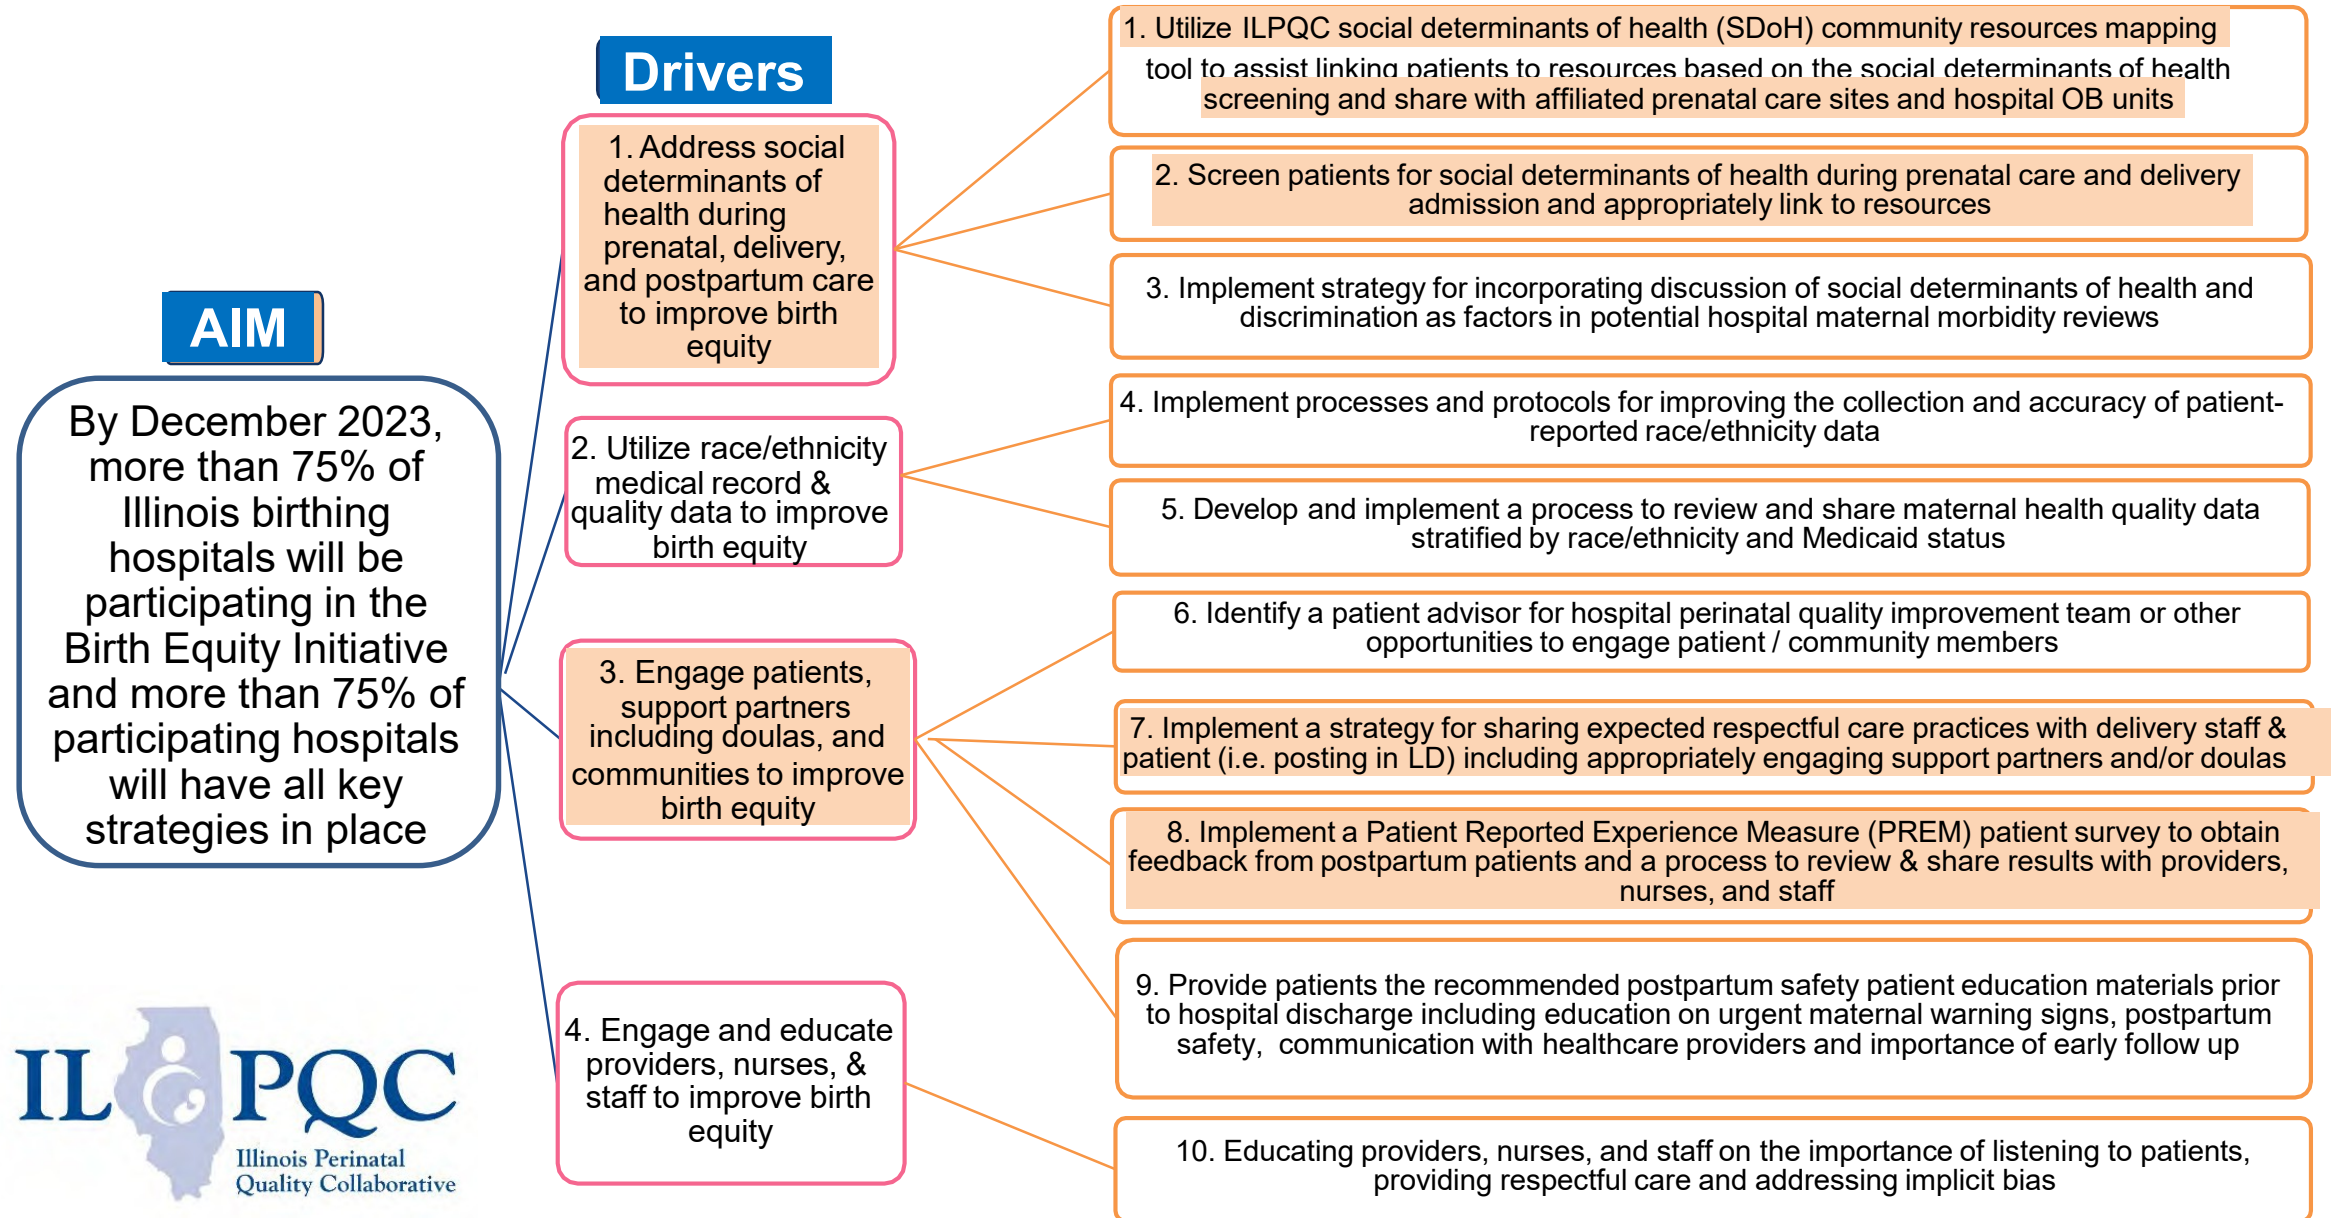 AIM
By December 2023,
more than 75% of
Illinois birthing
hospitals will be
participating in the
Birth Equity Initiative
and more than 75% of
participating hospitals
will have all key
strategies in place
IL PQC
Illinois Perinatal
Quality Collaborative
Drivers
1. Address social
determinants of
health during
prenatal, delivery,
and postpartum care
to improve birth
equity
2. Utilize race/ethnicity
medical record &
quality data to improve
birth equity
3. Engage patients,
support partners
including doulas, and
communities to improve
birth equity
4. Engage and educate
providers, nurses, &
staff to improve birth
equity
1. Utilize ILPQC social determinants of health (SDoH) community resources mapping
tool to assist linking patients to resources based on the social determinants of health
screening and share with affiliated prenatal care sites and hospital OB units
2. Screen patients for social determinants of health during prenatal care and delivery
admission and appropriately link to resources
3. Implement strategy for incorporating discussion of social determinants of health and
discrimination as factors in potential hospital maternal morbidity reviews
4. Implement processes and protocols for improving the collection and accuracy of patient-
reported race/ethnicity data
5. Develop and implement a process to review and share maternal health quality data
stratified by race/ethnicity and Medicaid status
6. Identify a patient advisor for hospital perinatal quality improvement team or other
opportunities to engage patient / community members
7. Implement a strategy for sharing expected respectful care practices with delivery staff &
patient (i.e. posting in LD) including appropriately engaging support partners and/or doulas
8. Implement a Patient Reported Experience Measure (PREM) patient survey to obtain
feedback from postpartum patients and a process to review & share results with providers,
nurses, and staff
9. Provide patients the recommended postpartum safety patient education materials prior
to hospital discharge including education on urgent maternal warning signs, postpartum
safety, communication with healthcare providers and importance of early follow up
10. Educating providers, nurses, and staff on the importance of listening to patients,
providing respectful care and addressing implicit bias